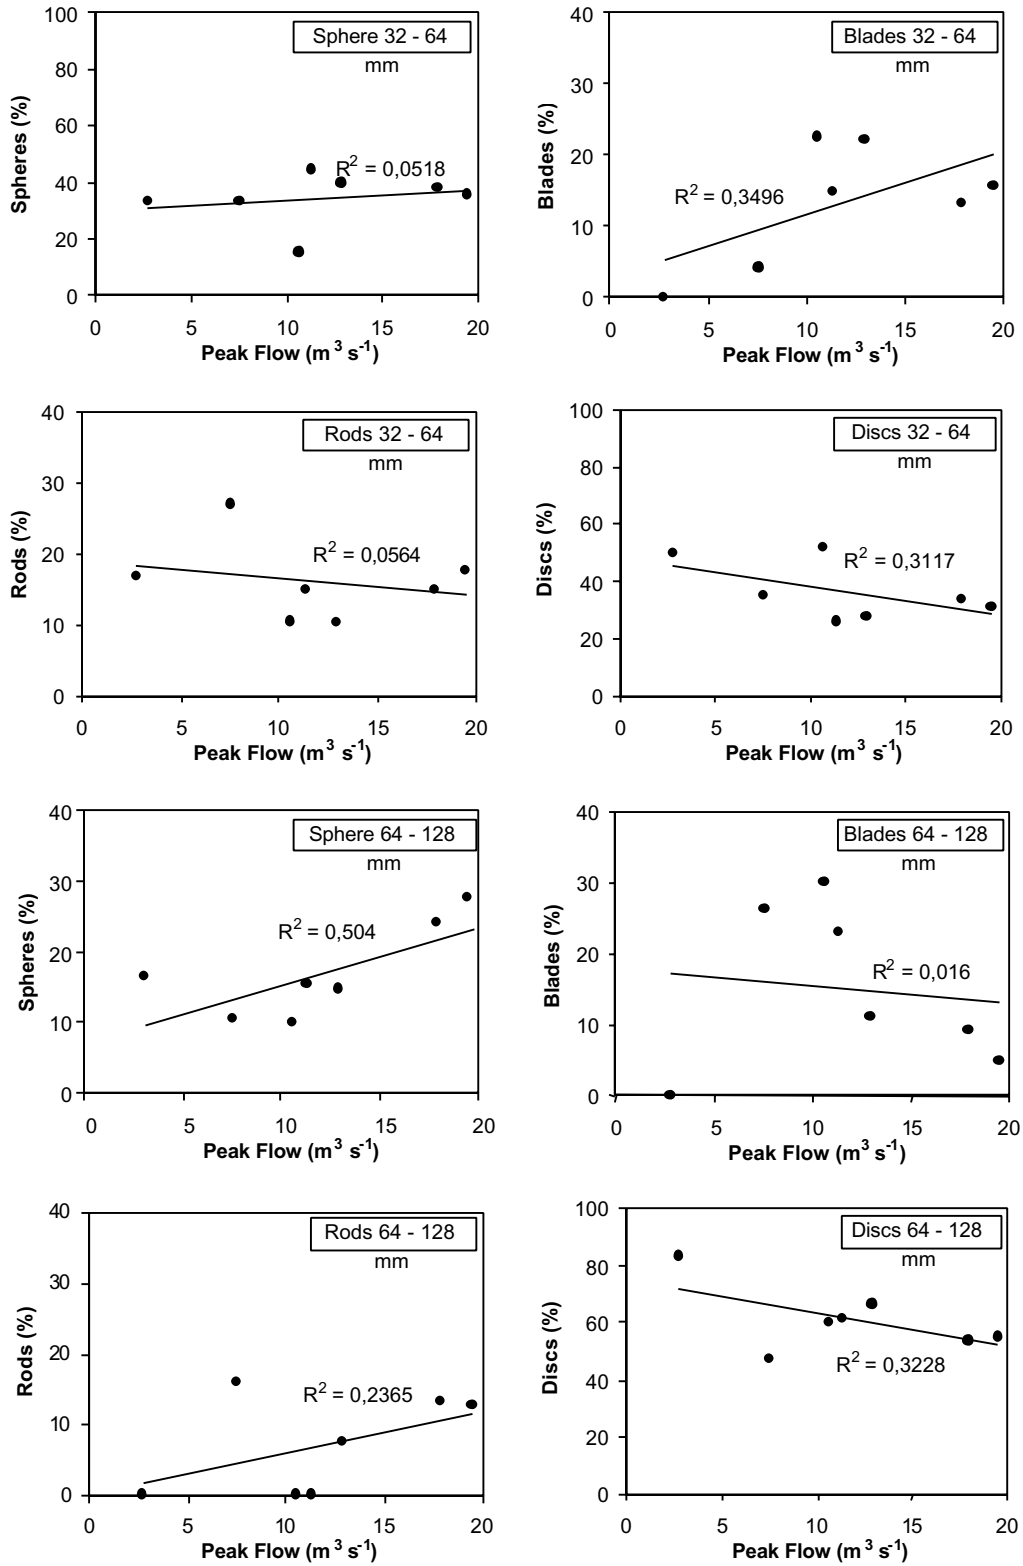 100
80
60
40
20
0
Spheres (%)
Sphere 32 - 64
mm
R² = 0,0518
0 5 10 15 20
Peak Flow (m³ s⁻¹)
40
30
20
10
0
Blades (%)
Blades 32 - 64
mm
R² = 0,3496
0 5 10 15 20
Peak Flow (m³ s⁻¹)
40
30
20
10
0
Rods (%)
Rods 32 - 64
mm
R² = 0,0564
0 5 10 15 20
Peak Flow (m³ s⁻¹)
100
80
60
40
20
0
Discs (%)
Discs 32 - 64
mm
R² = 0,3117
0 5 10 15 20
Peak Flow (m³ s⁻¹)
40
30
20
10
0
Spheres (%)
Sphere 64 - 128
mm
R² = 0,504
0 5 10 15 20
Peak Flow (m³ s⁻¹)
40
30
20
10
0
Blades (%)
Blades 64 - 128
mm
R² = 0,016
0 5 10 15 20
Peak Flow (m³ s⁻¹)
40
30
20
10
0
Rods (%)
Rods 64 - 128
mm
R² = 0,2365
0 5 10 15 20
Peak Flow (m³ s⁻¹)
100
80
60
40
20
0
Discs (%)
Discs 64 - 128
mm
R² = 0,3228
0 5 10 15 20
Peak Flow (m³ s⁻¹)